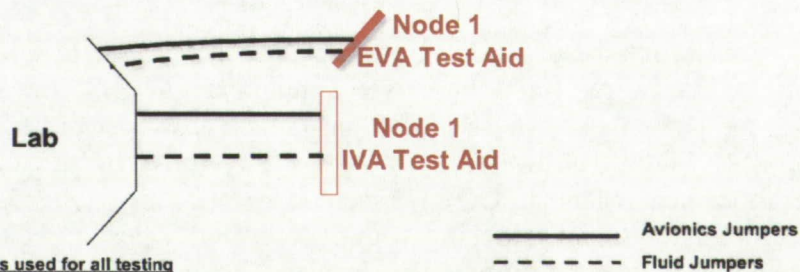 Node 1
EVA Test Aid
Lab
Node 1
IVA Test Aid
Avionics Jumpers
s used for all testing
Fluid Jumpers